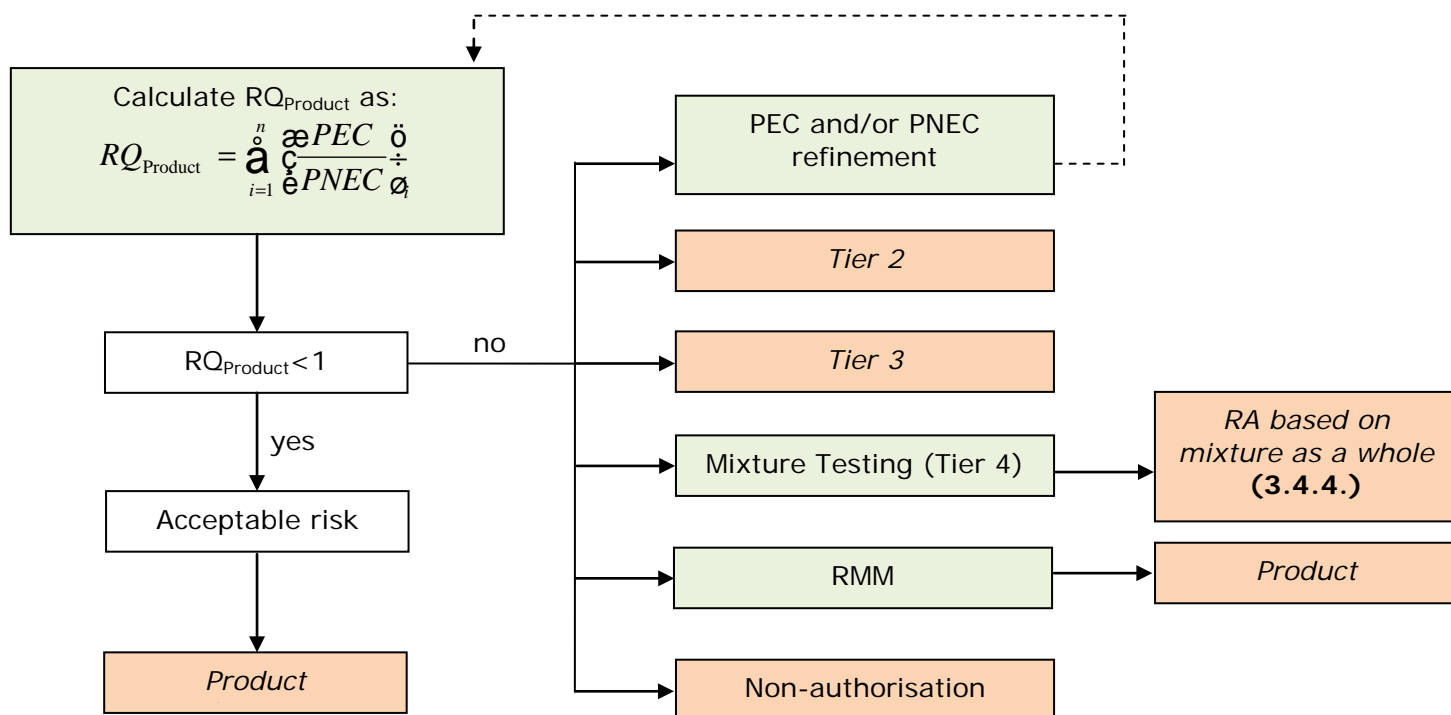 Calculate RQProduct as:
RQProduct = å n i=1 æ ç è PEC PNEC ö ÷ ø i
RQProduct<1
no
yes
Acceptable risk
Product
PEC and/or PNEC
refinement
Tier 2
Tier 3
Mixture Testing (Tier 4)
RA based on
mixture as a whole
(3.4.4.)
RMM
Product
Non-authorisation